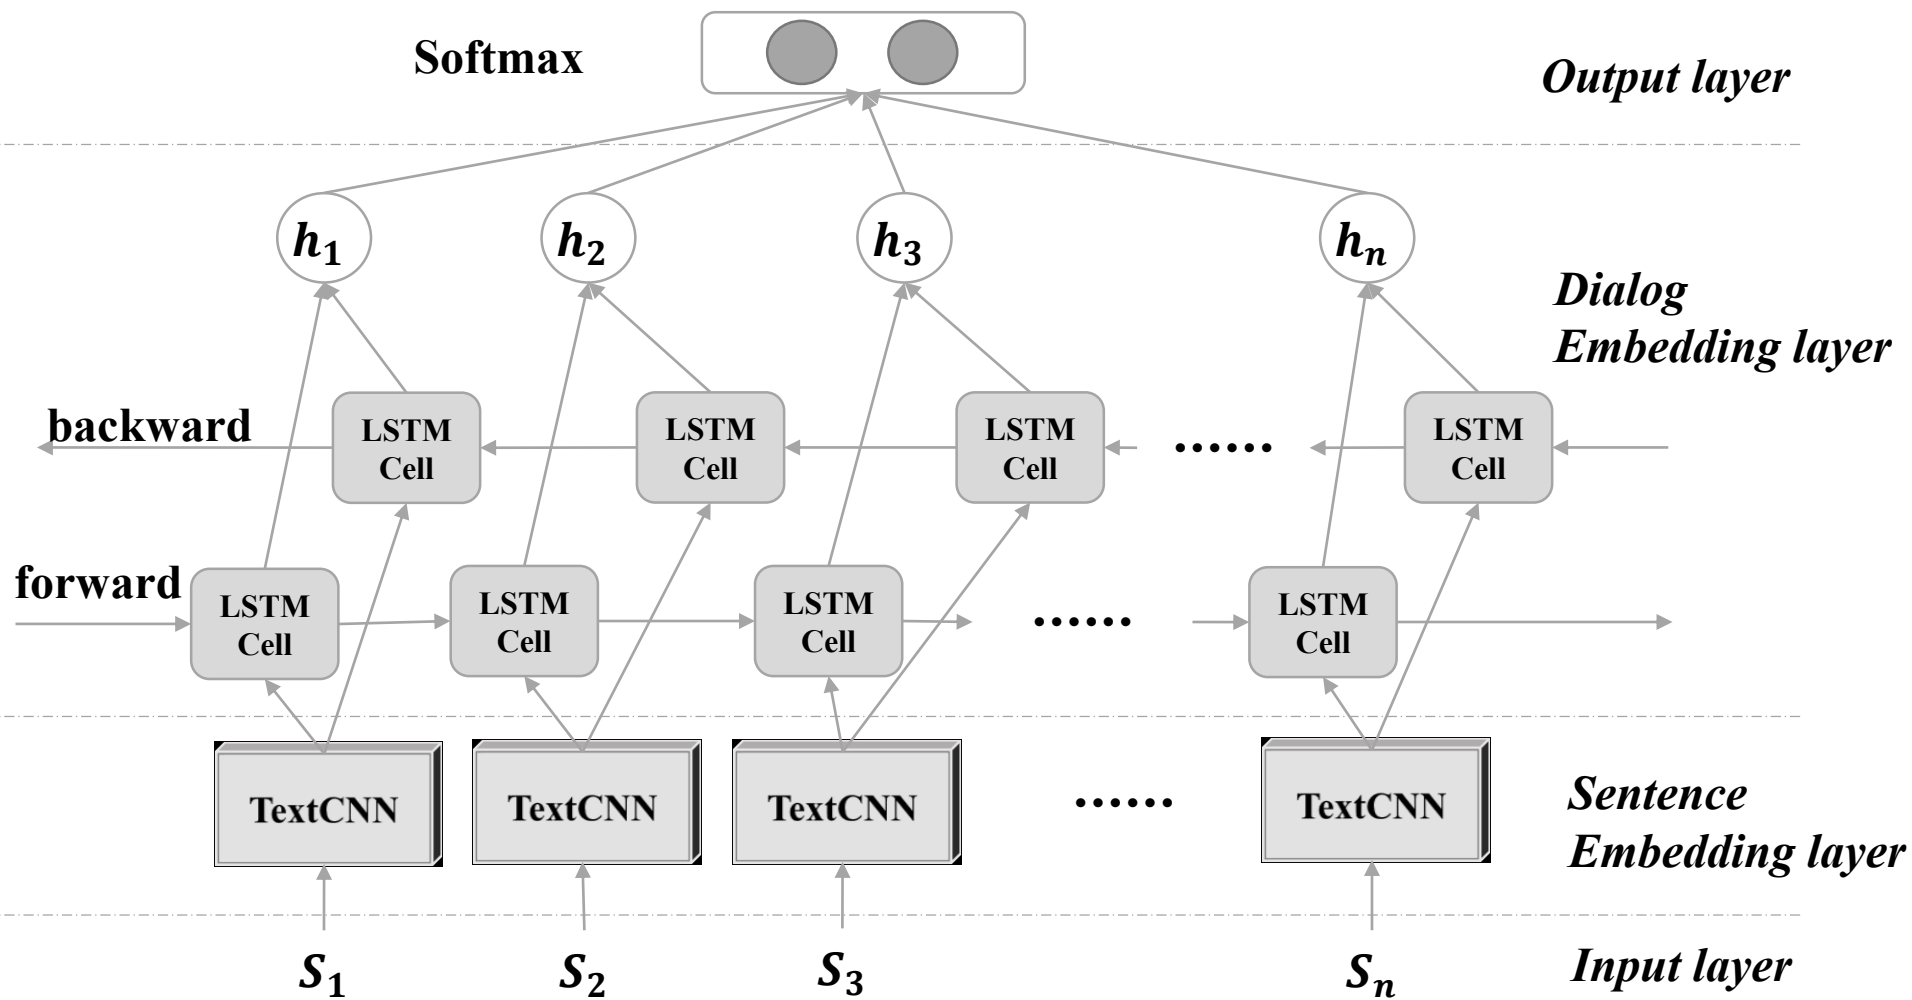 Softmax
Output layer
h1 h2 h3 hn
Dialog
Embedding layer
backward
LSTM Cell LSTM Cell LSTM Cell ...... LSTM Cell
forward
LSTM Cell LSTM Cell LSTM Cell ...... LSTM Cell
TextCNN TextCNN TextCNN ...... TextCNN
Sentence
Embedding layer
S1 S2 S3 Sn
Input layer